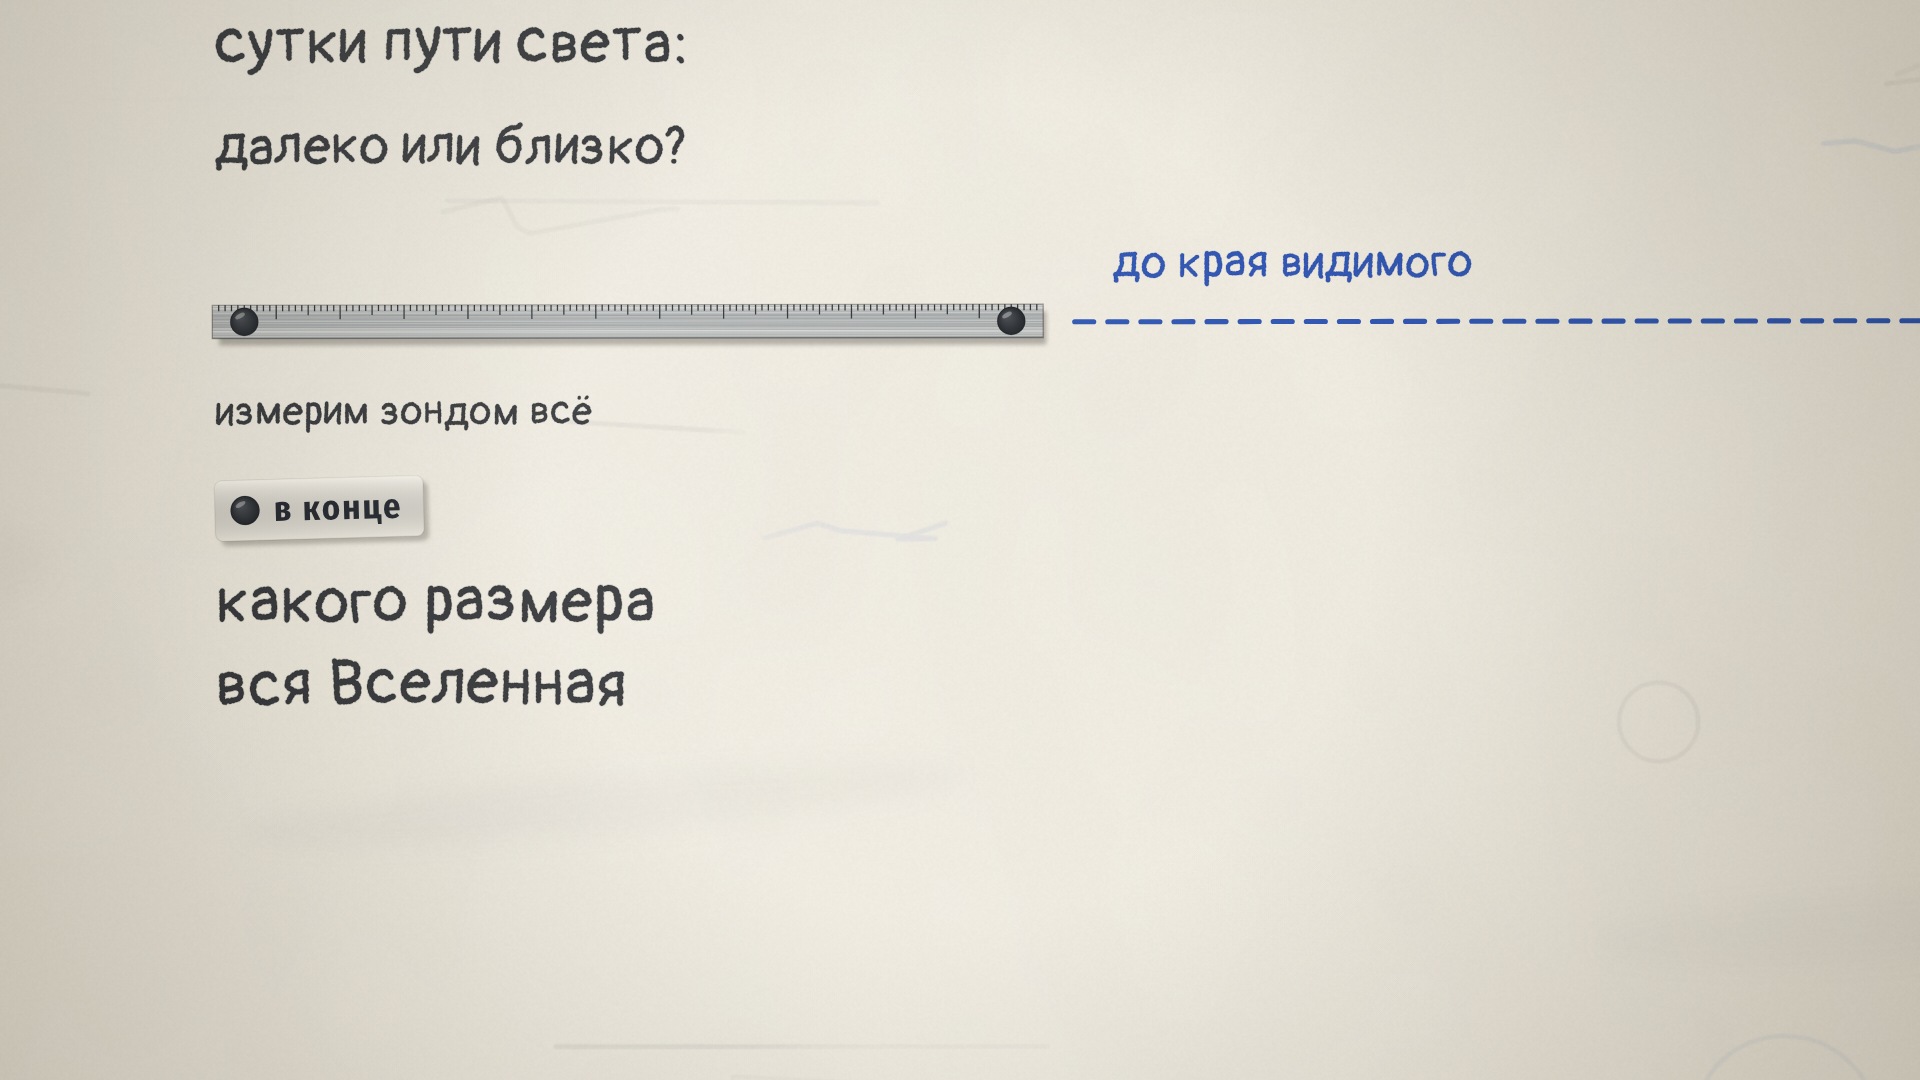 сутки пути света:
далеко или близко?
до края видимого
измерим зондом всё
в конце
какого размера
вся Вселенная